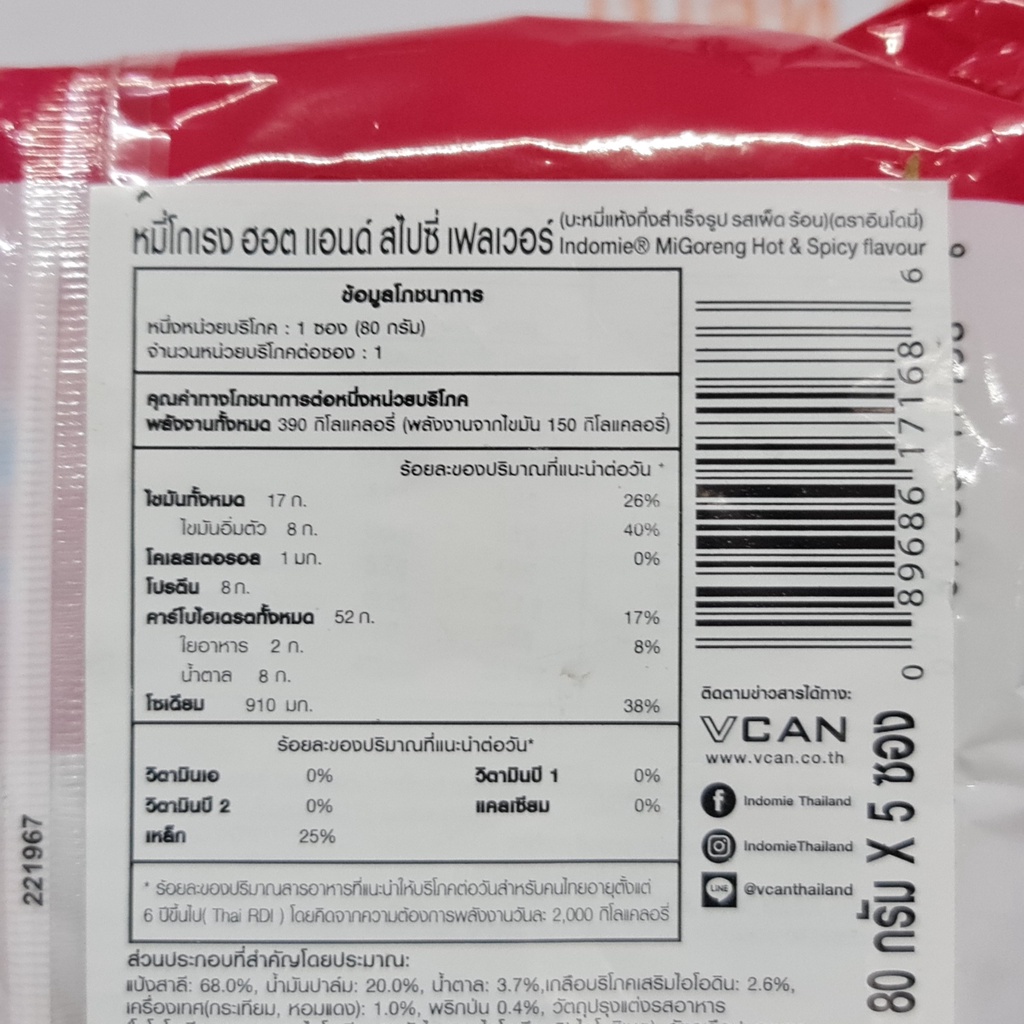 หมี่โกเรง ฮอต แอนด์ สไปซี่ เฟลเวอร์ (บะหมี่แห้งกึ่งสำเร็จรูป รสเผ็ด ร้อน)(ตราอินโดมี่)
Indomie® MiGoreng Hot & Spicy flavour
ข้อมูลโภชนาการ
หนึ่งหน่วยบริโภค : 1 ซอง (80 กรัม)
จำนวนหน่วยบริโภคต่อซอง : 1
คุณค่าทางโภชนาการต่อหนึ่งหน่วยบริโภค
พลังงานทั้งหมด 390 กิโลแคลอรี่ (พลังงานจากไขมัน 150 กิโลแคลอรี่)
ร้อยละของปริมาณที่แนะนำต่อวัน *
ไขมันทั้งหมด 17 ก. 26%
ไขมันอิ่มตัว 8 ก. 40%
โคเลสเตอรอล 1 มก. 0%
โปรตีน 8 ก.
คาร์โบไฮเดรตทั้งหมด 52 ก. 17%
ใยอาหาร 2 ก. 8%
น้ำตาล 8 ก.
โซเดียม 910 มก. 38%
ร้อยละของปริมาณที่แนะนำต่อวัน*
วิตามินเอ 0% วิตามินบี 1 0%
วิตามินบี 2 0% แคลเซียม 0%
เหล็ก 25%
* ร้อยละของปริมาณสารอาหารที่แนะนำให้บริโภคต่อวันสำหรับคนไทยอายุตั้งแต่
6 ปีขึ้นไป( Thai RDI ) โดยคิดจากความต้องการพลังงานวันละ 2,000 กิโลแคลอรี่
ส่วนประกอบที่สำคัญโดยประมาณ:
แป้งสาลี: 68.0%, น้ำมันปาล์ม: 20.0%, น้ำตาล: 3.7%,เกลือบริโภคเสริมไอโอดีน: 2.6%,
เครื่องเทศ(กระเทียม, หอมแดง): 1.0%, พริกป่น 0.4%, วัตถุปรุงแต่งรสอาหาร
0 89686 17168 6
ติดตามข่าวสารได้ทาง:
VCAN
www.vcan.co.th
Indomie Thailand
IndomieThailand
LINE @vcanthailand
80 กรัม X 5 ซอง
221967